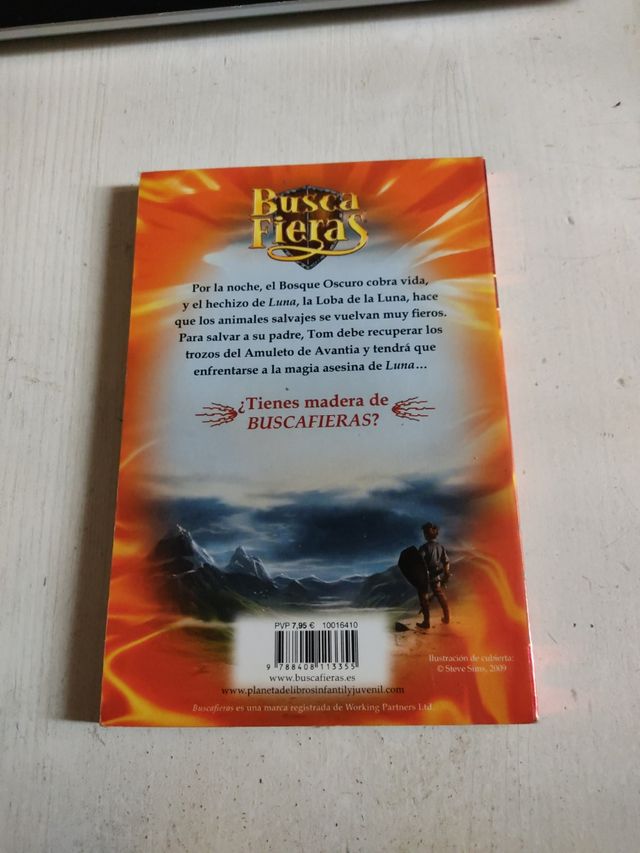 Busca
Fieras
Por la noche, el Bosque Oscuro cobra vida,
y el hechizo de Luna, la Loba de la Luna, hace
que los animales salvajes se vuelvan muy fieros.
Para salvar a su padre, Tom debe recuperar los
trozos del Amuleto de Avantia y tendrá que
enfrentarse a la magia asesina de Luna...
¿Tienes madera de
BUSCAFIERAS?
PVP 7,95 € 10016410
9 788408 113355
www.buscafieras.es
www.planetadelibrosinfantilyjuvenil.com
Buscafieras es una marca registrada de Working Partners Ltd.
Ilustración de cubierta:
© Steve Sims, 2009